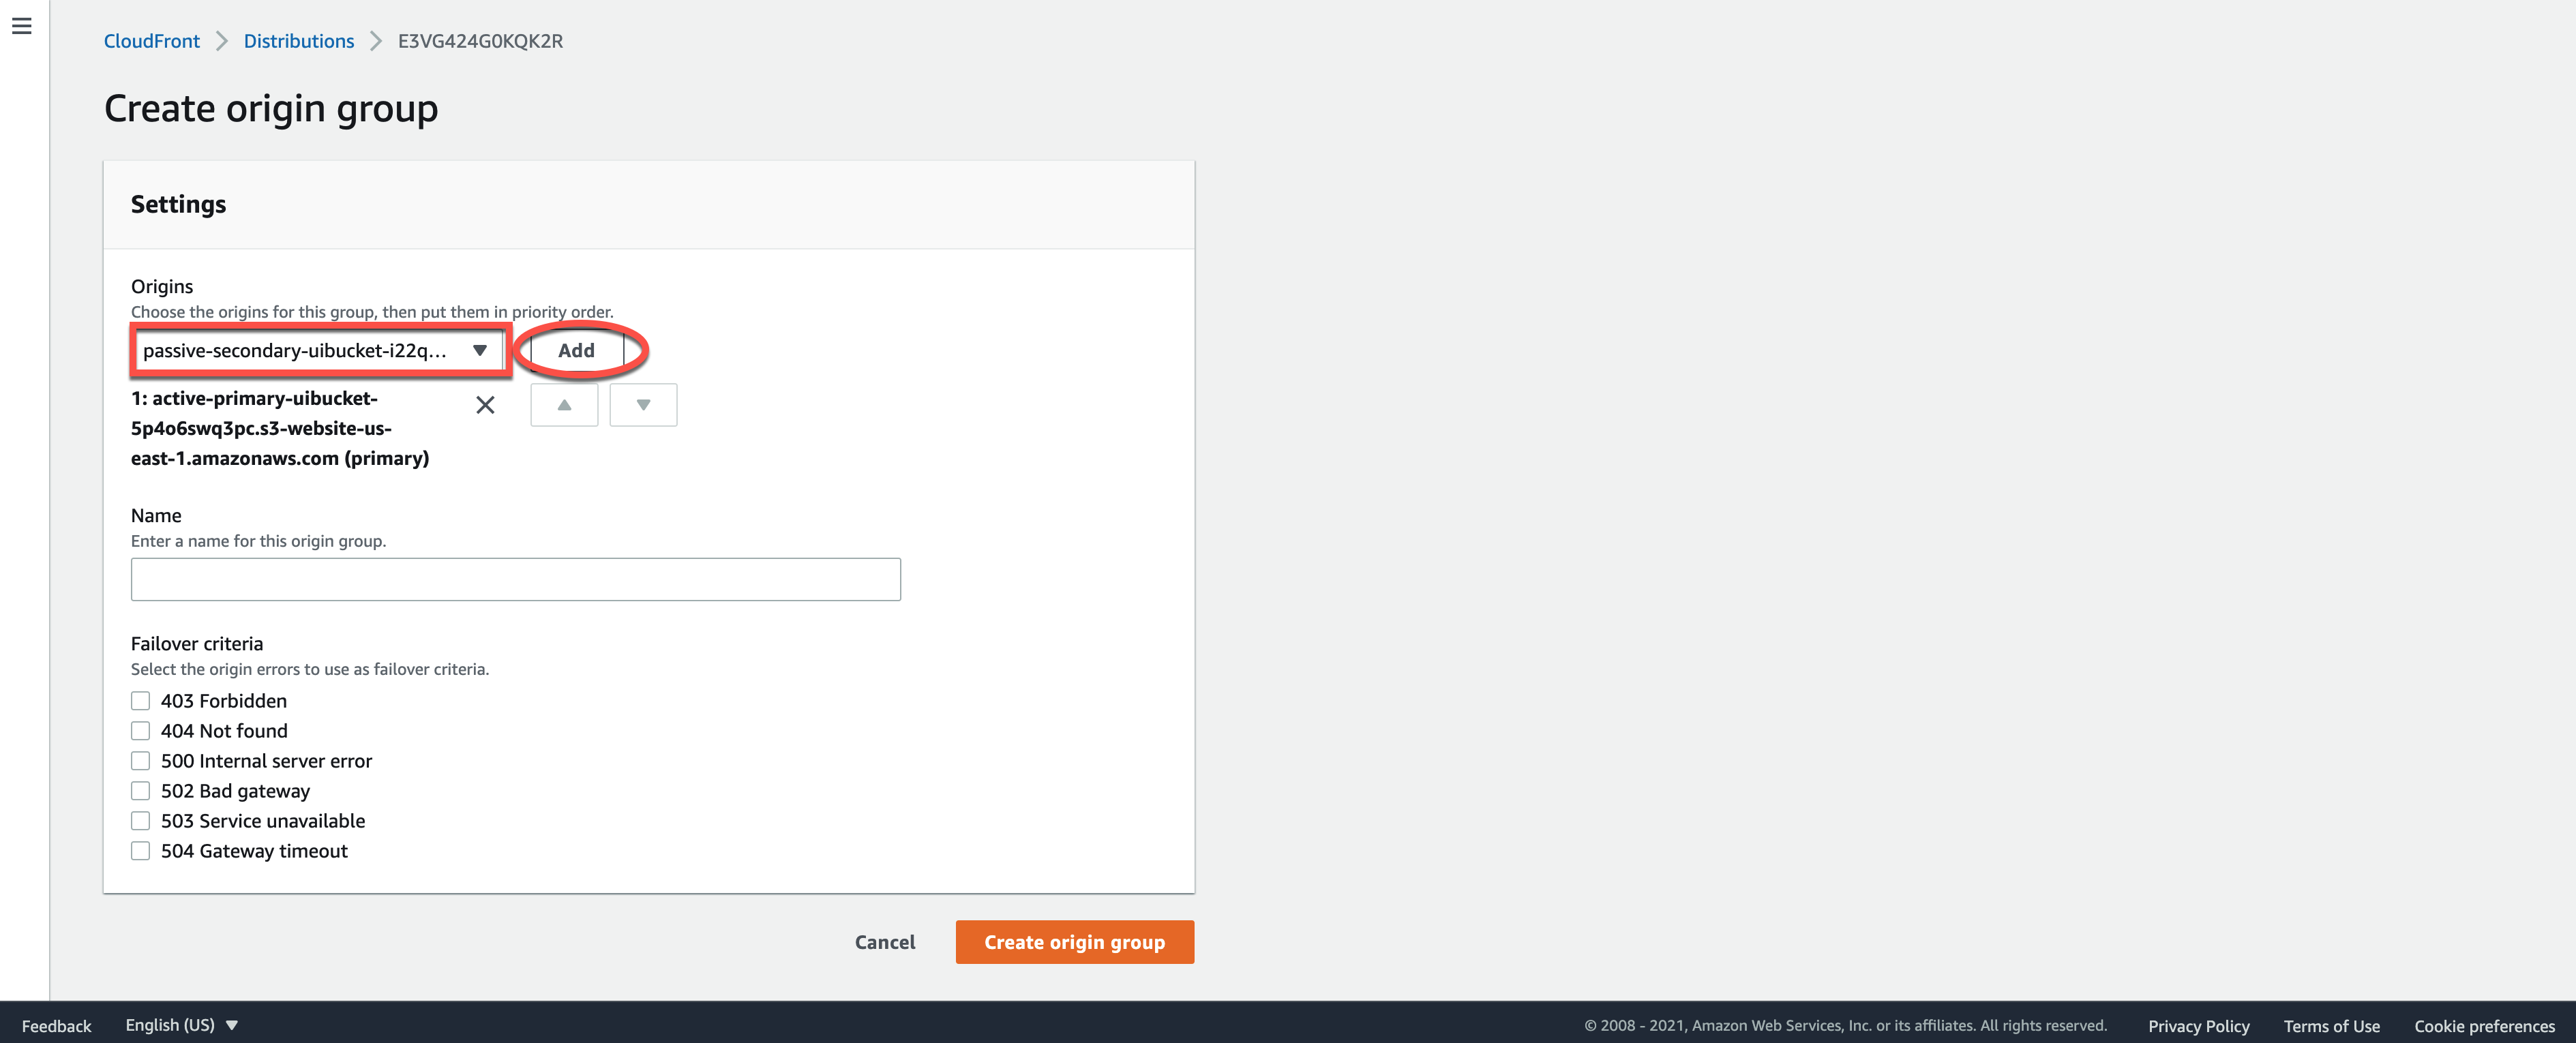 CloudFront > Distributions > E3VG424G0KQK2R
Create origin group
Settings
Origins
Choose the origins for this group, then put them in priority order.
passive-secondary-uibucket-i22q...
Add
1: active-primary-uibucket-
5p4o6swq3pc.s3-website-us-
east-1.amazonaws.com (primary)
Name
Enter a name for this origin group.
Failover criteria
Select the origin errors to use as failover criteria.
403 Forbidden
404 Not found
500 Internal server error
502 Bad gateway
503 Service unavailable
504 Gateway timeout
Cancel
Create origin group
Feedback English (US) © 2008 - 2021, Amazon Web Services, Inc. or its affiliates. All rights reserved. Privacy Policy Terms of Use Cookie preferences